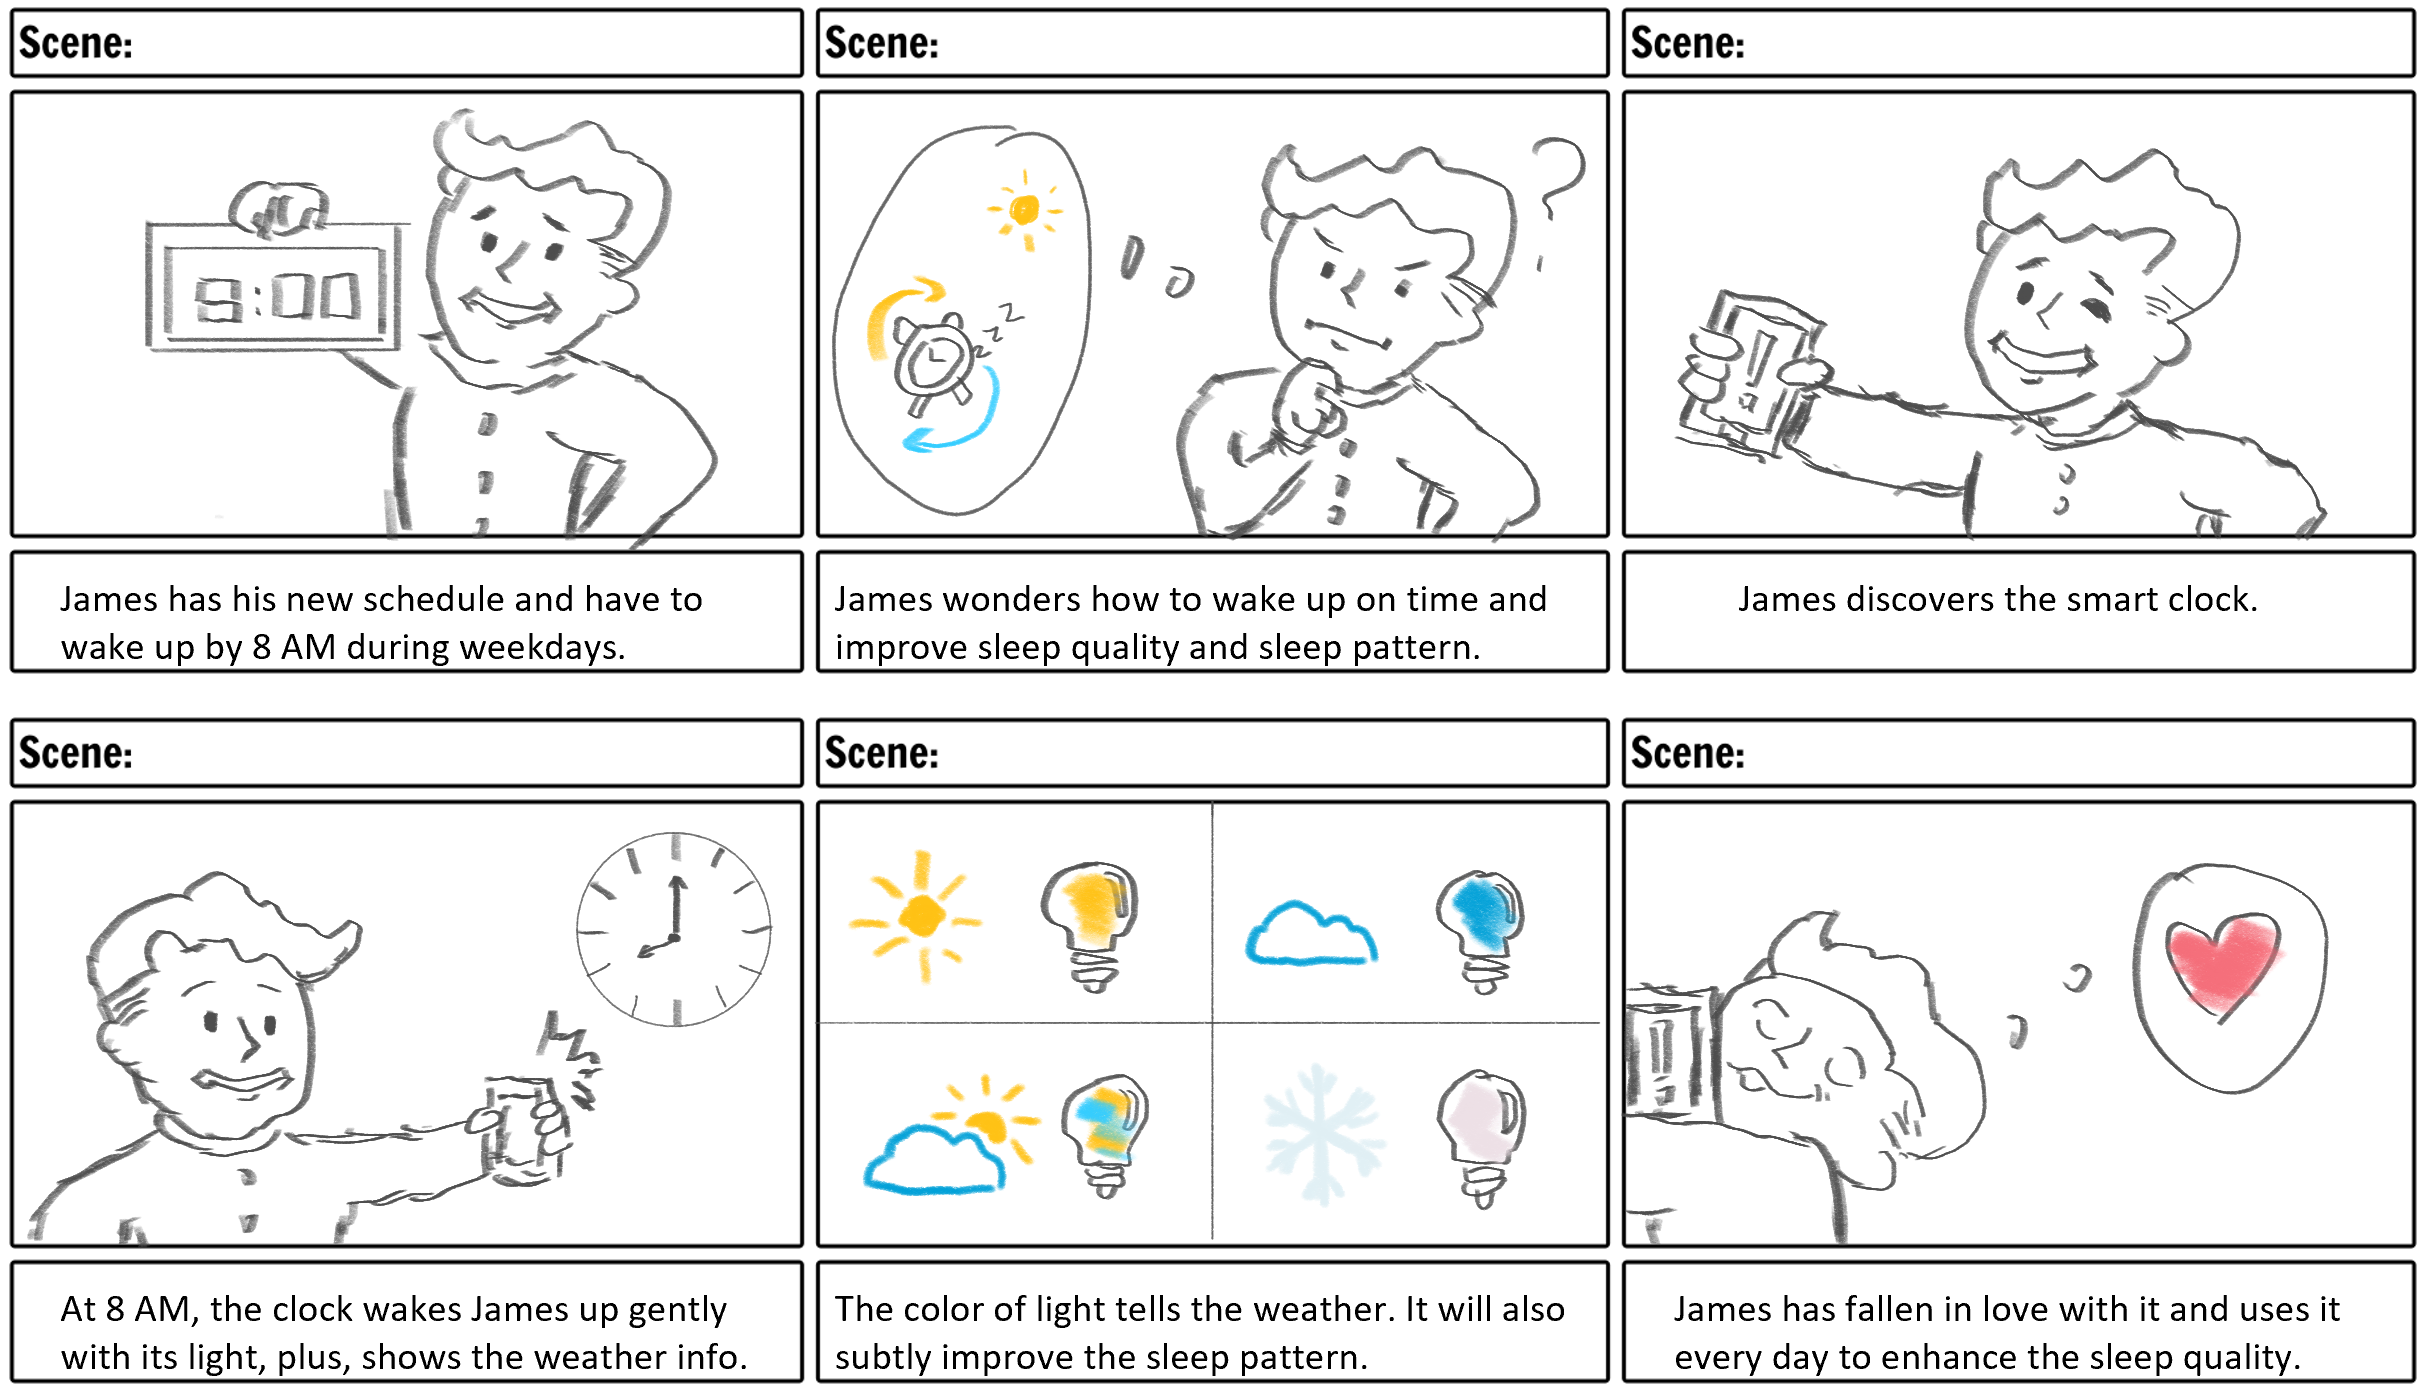 Scene:
Scene:
Scene:
8:00
?
z z z
!
James has his new schedule and have to
wake up by 8 AM during weekdays.
James wonders how to wake up on time and
improve sleep quality and sleep pattern.
James discovers the smart clock.
Scene:
Scene:
Scene:
!
At 8 AM, the clock wakes James up gently
with its light, plus, shows the weather info.
The color of light tells the weather. It will also
subtly improve the sleep pattern.
James has fallen in love with it and uses it
every day to enhance the sleep quality.